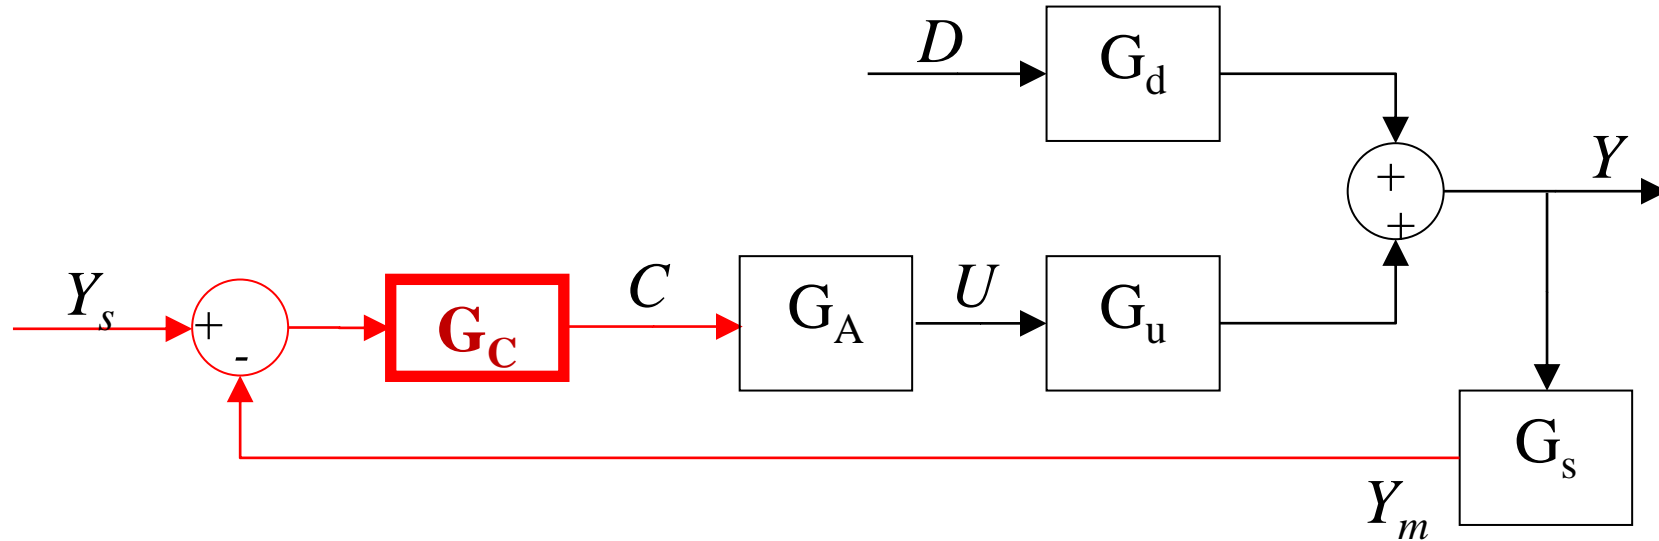 D
G_d
+
+
Y
Y_s
+
-
G_C
C
G_A
U
G_u
G_s
Y_m